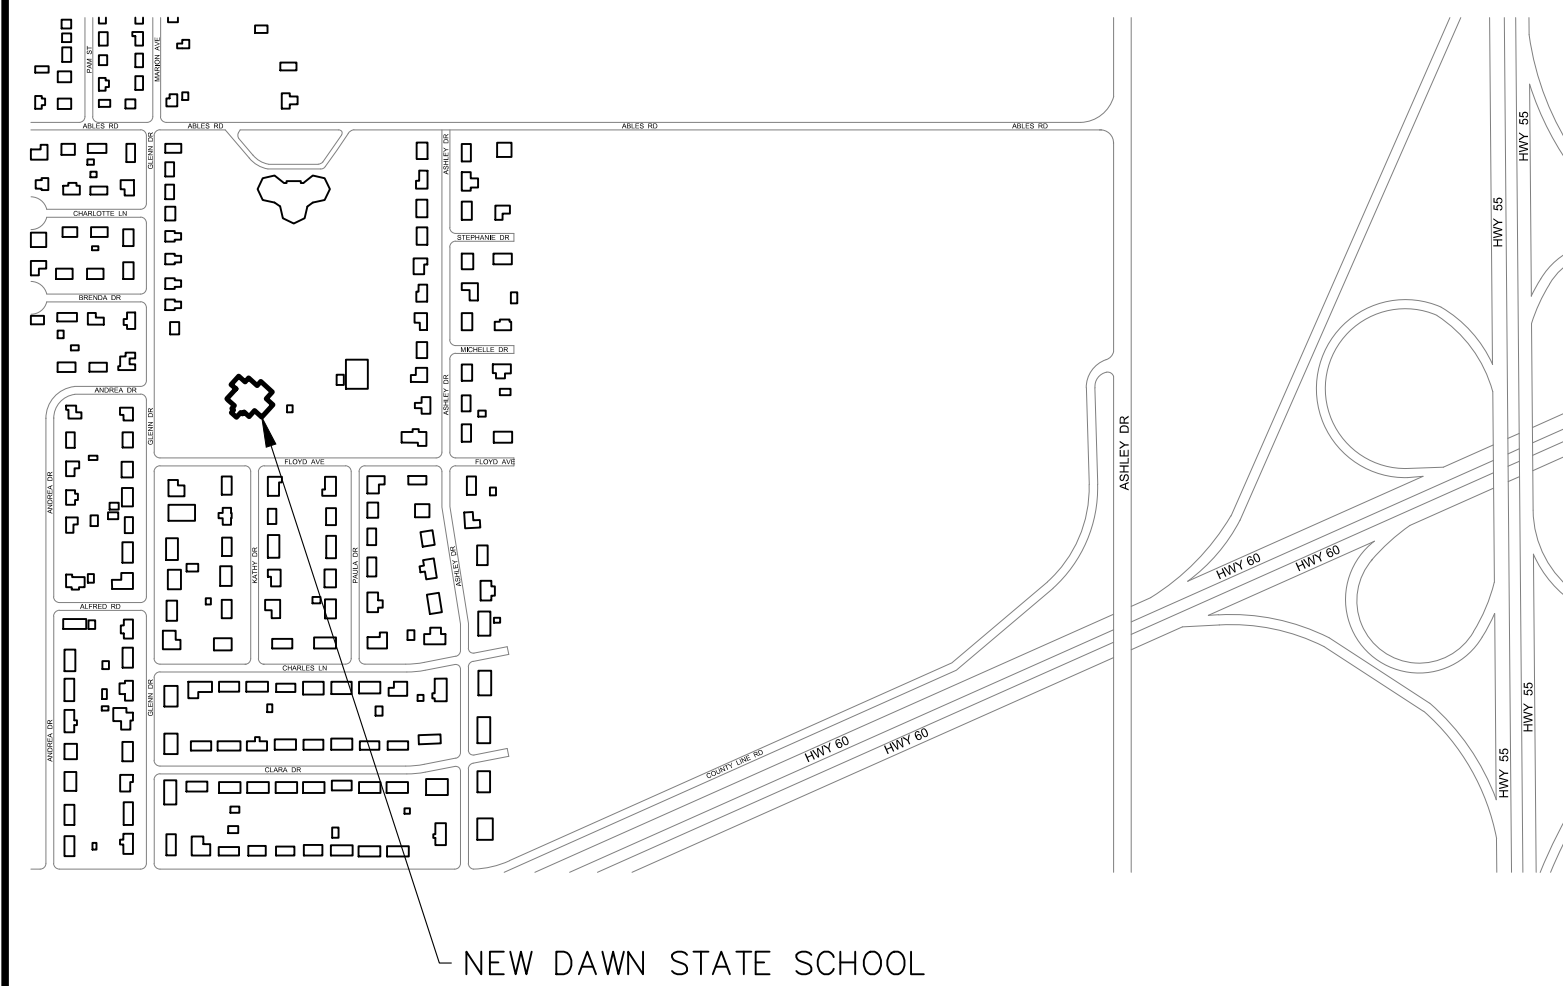 PAM ST
MARION AVE
ABLES RD
ABLES RD
ABLES RD
ABLES RD
GLENN DR
ASHLEY DR
HWY 55
HWY 55
CHARLOTTE LN
STEPHANIE DR
BRENDA DR
MICHELLE DR
ANDREA DR
ASHLEY DR
GLENN DR
ASHLEY DR
FLOYD AVE
FLOYD AVE
ANDREA DR
KATHY DR
PAULA DR
ASHLEY DR
HWY 60
HWY 60
ALFRED RD
CHARLES LN
GLENN DR
ANDREA DR
HWY 55
HWY 55
COUNTY LINE RD
HWY 60
HWY 60
CLARA DR
NEW DAWN STATE SCHOOL